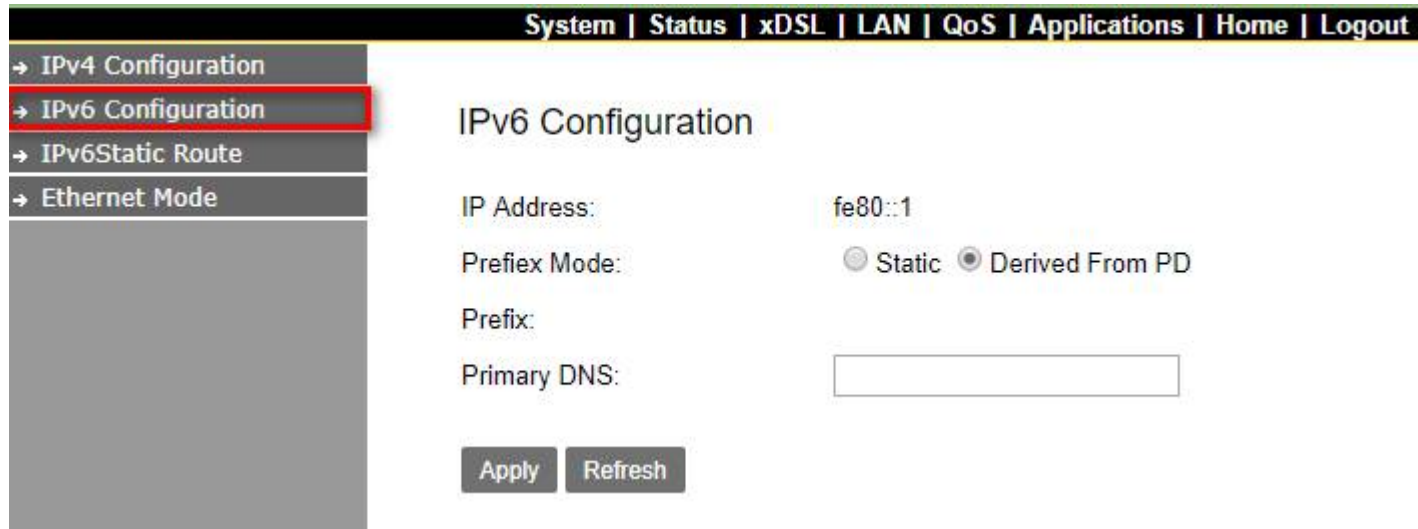 System | Status | xDSL | LAN | QoS | Applications | Home | Logout
→ IPv4 Configuration
→ IPv6 Configuration
→ IPv6Static Route
→ Ethernet Mode
IPv6 Configuration
IP Address: fe80::1
Prefiex Mode: Static Derived From PD
Prefix:
Primary DNS:
Apply Refresh